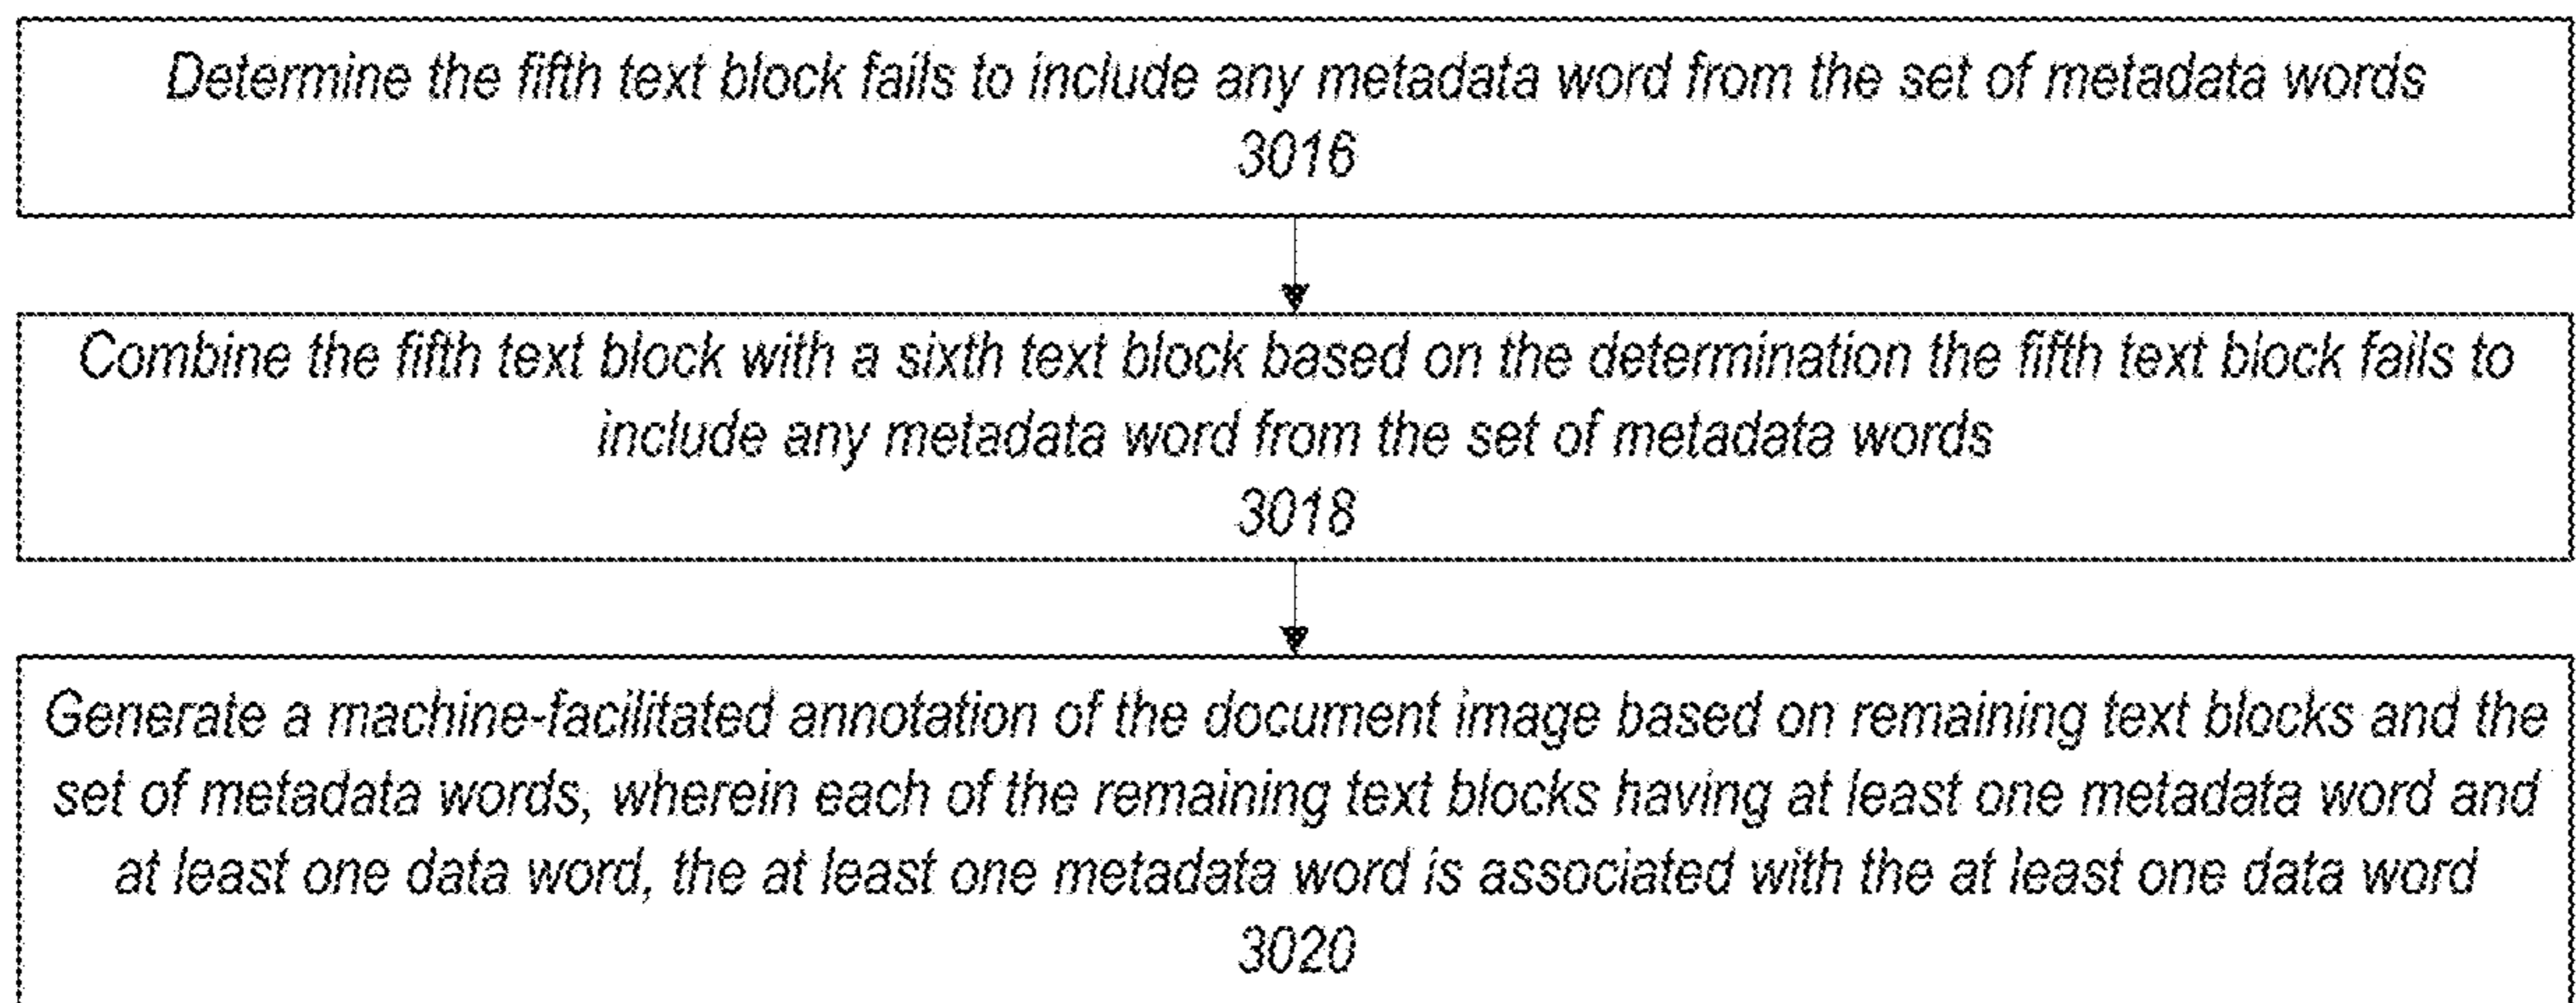 Determine the fifth text block fails to include any metadata word from the set of metadata words
3016
Combine the fifth text block with a sixth text block based on the determination the fifth text block fails to
include any metadata word from the set of metadata words
3018
Generate a machine-facilitated annotation of the document image based on remaining text blocks and the
set of metadata words, wherein each of the remaining text blocks having at least one metadata word and
at least one data word, the at least one metadata word is associated with the at least one data word
3020